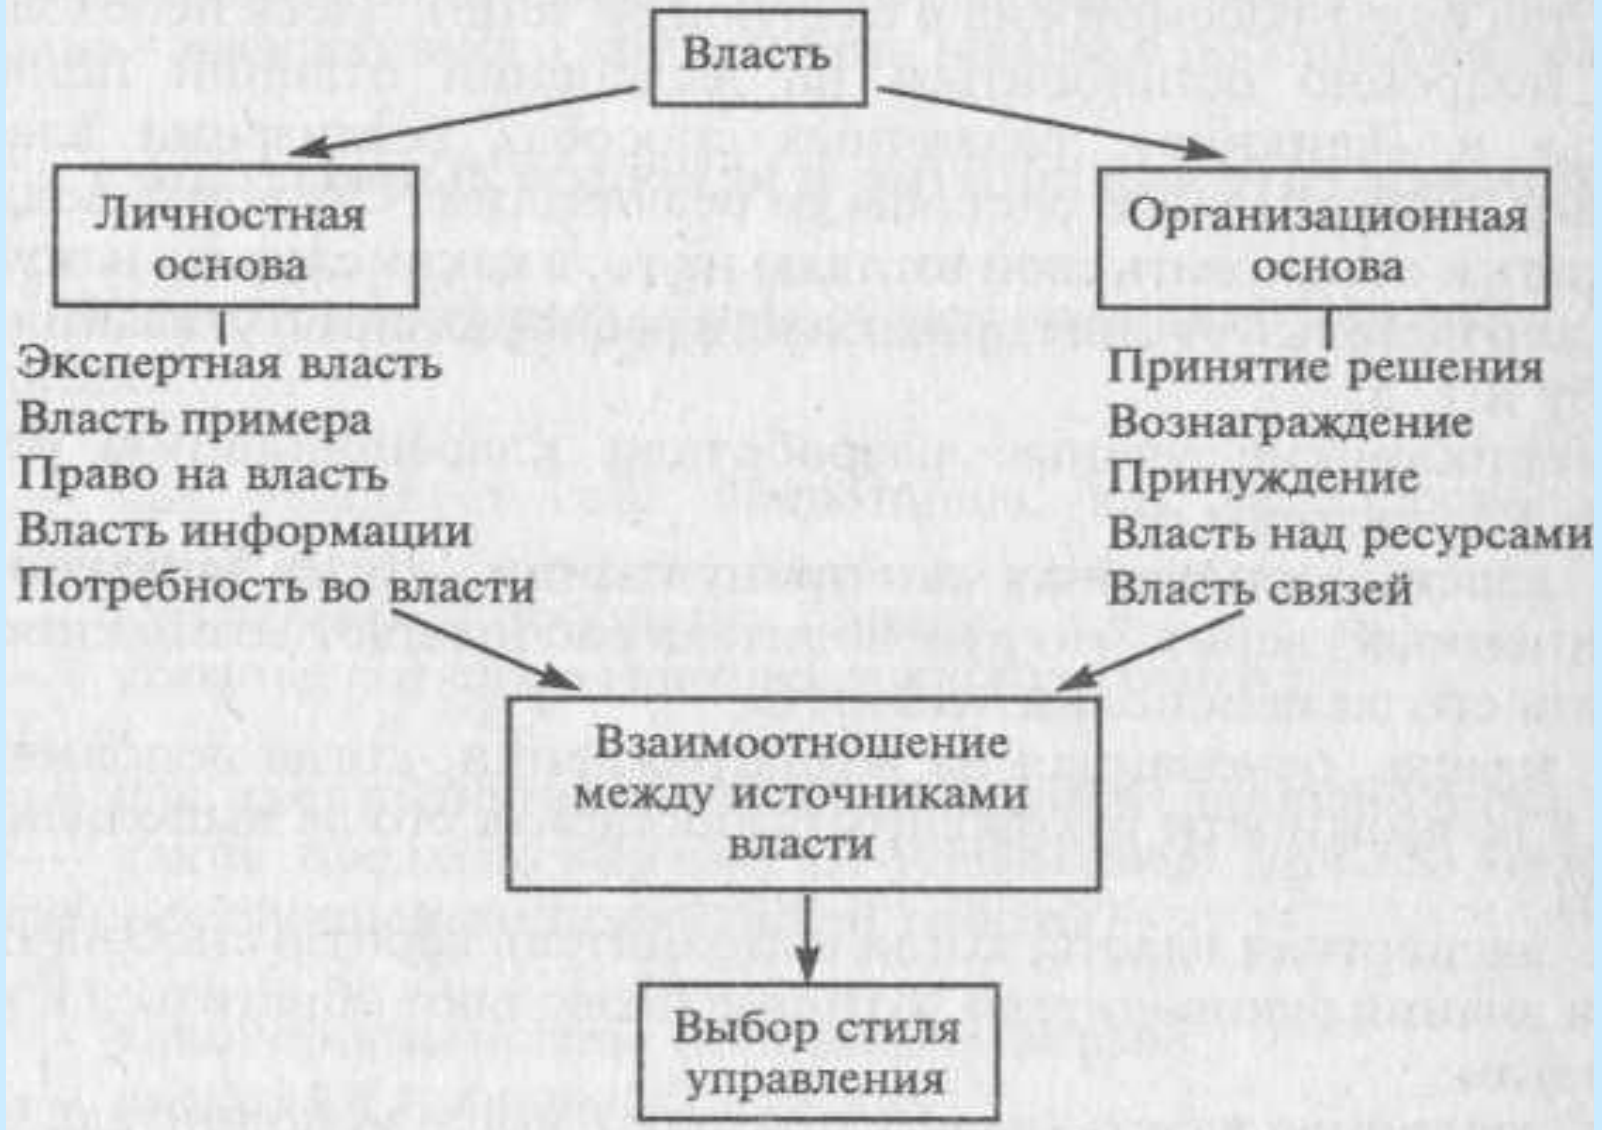 Власть
Личностная
основа
Экспертная власть
Власть примера
Право на власть
Власть информации
Потребность во власти
Организационная
основа
Принятие решения
Вознаграждение
Принуждение
Власть над ресурсами
Власть связей
Взаимоотношение
между источниками
власти
Выбор стиля
управления